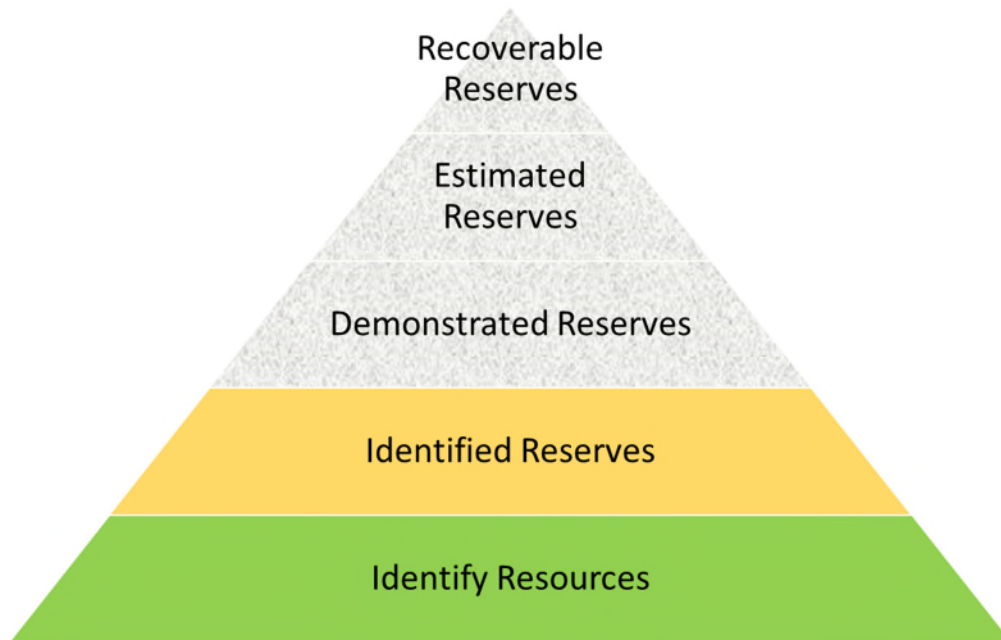 Recoverable
Reserves
Estimated
Reserves
Demonstrated Reserves
Identified Reserves
Identify Resources